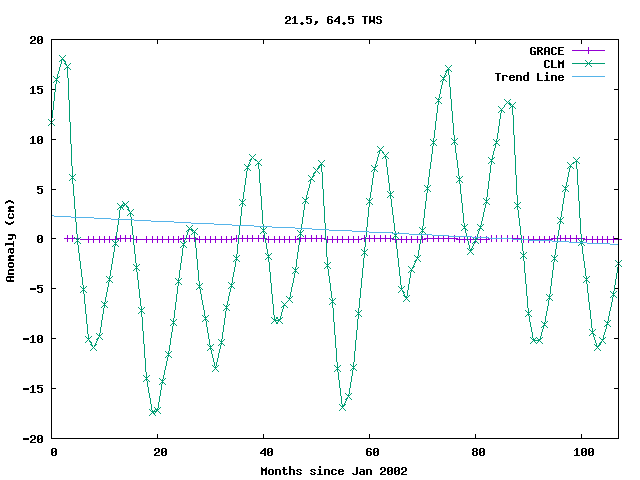 21.5, 64.5 TWS
GRACE
CLM
Trend Line
20
15
10
5
0
-5
-10
-15
-20
Anomaly (cm)
0 20 40 60 80 100
Months since Jan 2002